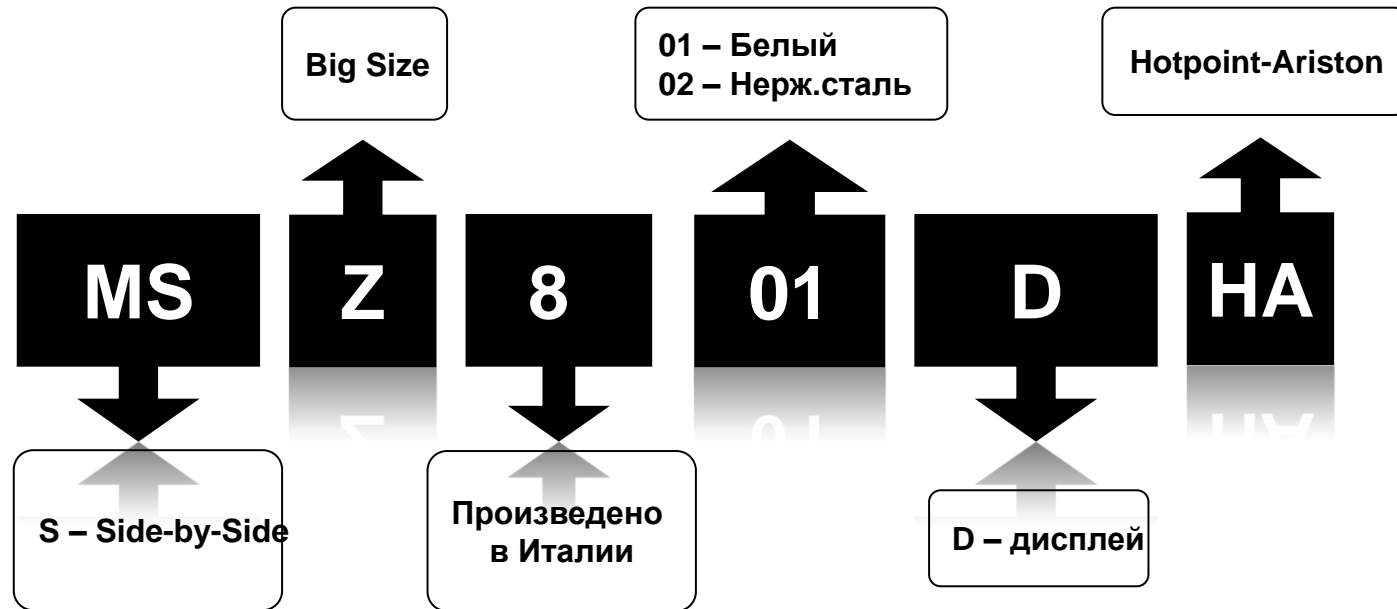 Big Size
01 – Белый
02 – Нерж.сталь
Hotpoint-Ariston
MS
Z
8
01
D
HA
S – Side-by-Side
Произведено
в Италии
D – дисплей